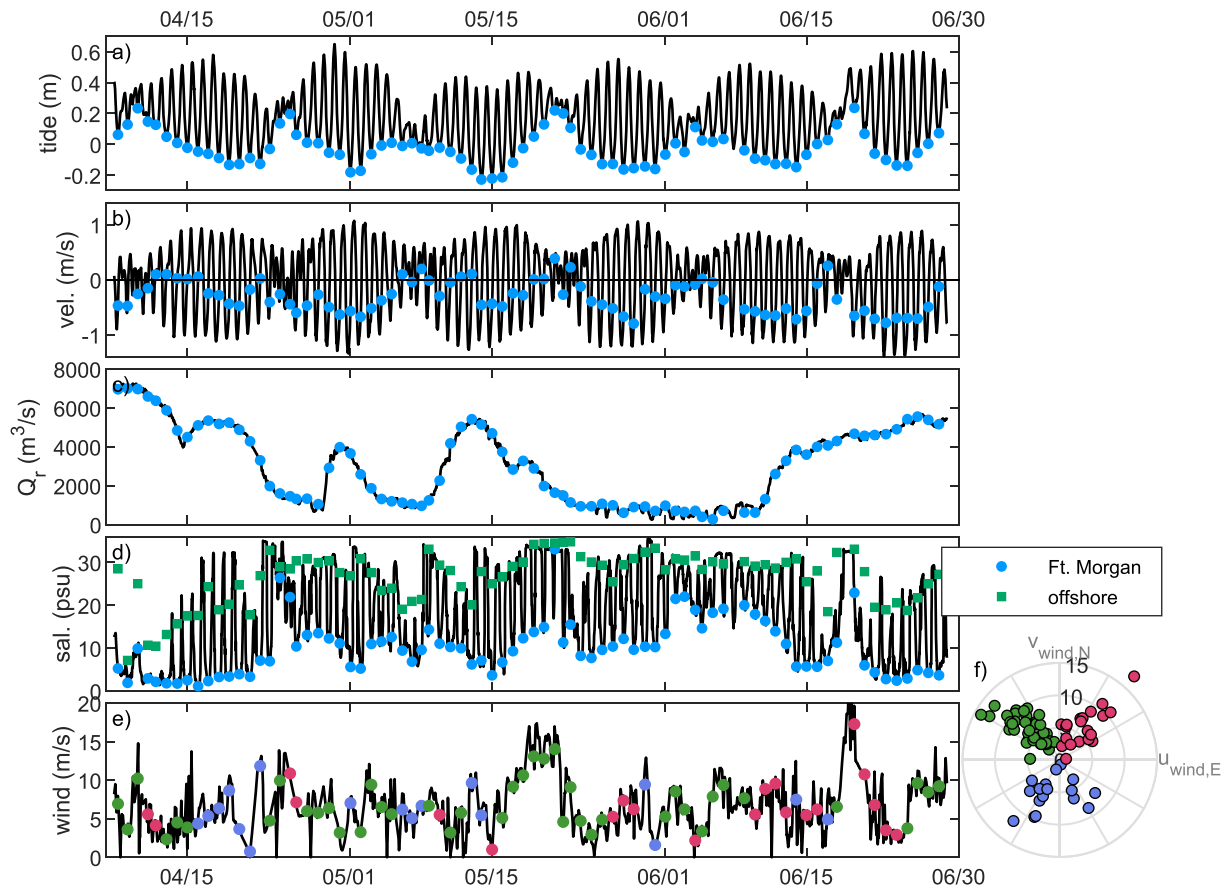 04/15 05/01 05/15 06/01 06/15 06/30
a)
tide (m)
0.6
0.4
0.2
0
-0.2
b)
vel. (m/s)
1
0
-1
c)
Q_r (m³/s)
8000
6000
4000
2000
0
d)
sal. (psu)
30
20
10
0
Ft. Morgan
offshore
e)
wind (m/s)
20
15
10
5
0
04/15 05/01 05/15 06/01 06/15 06/30
f)
v_wind,N
15
10
u_wind,E